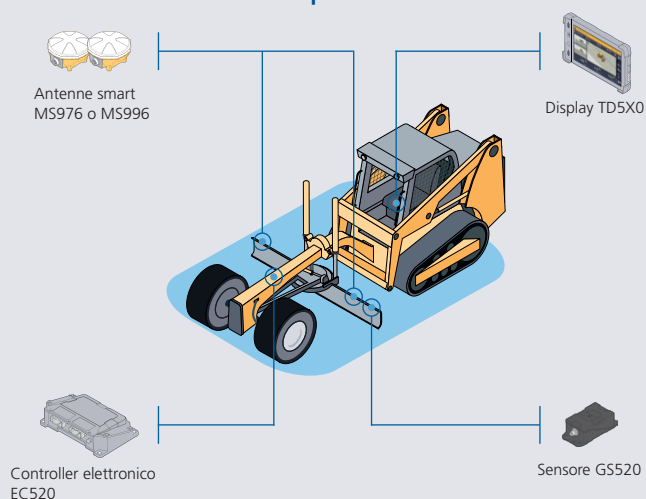 Antenne smart
MS976 o MS996
Display TD5X0
Controller elettronico
EC520
Sensore GS520